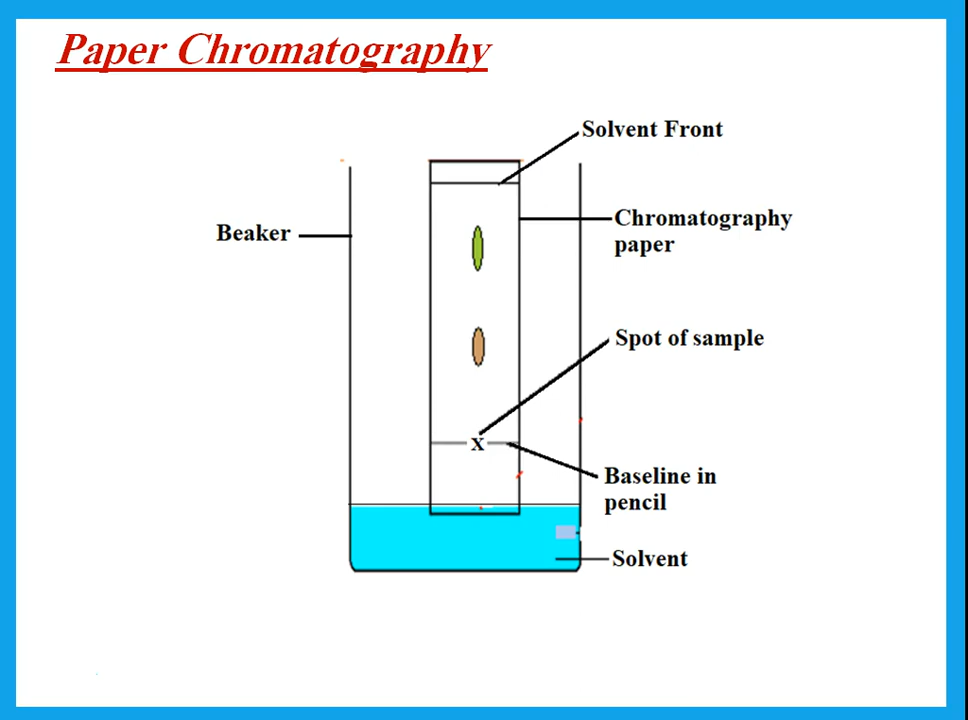 Paper Chromatography
Solvent Front
Chromatography
paper
Beaker
Spot of sample
X
Baseline in
pencil
Solvent